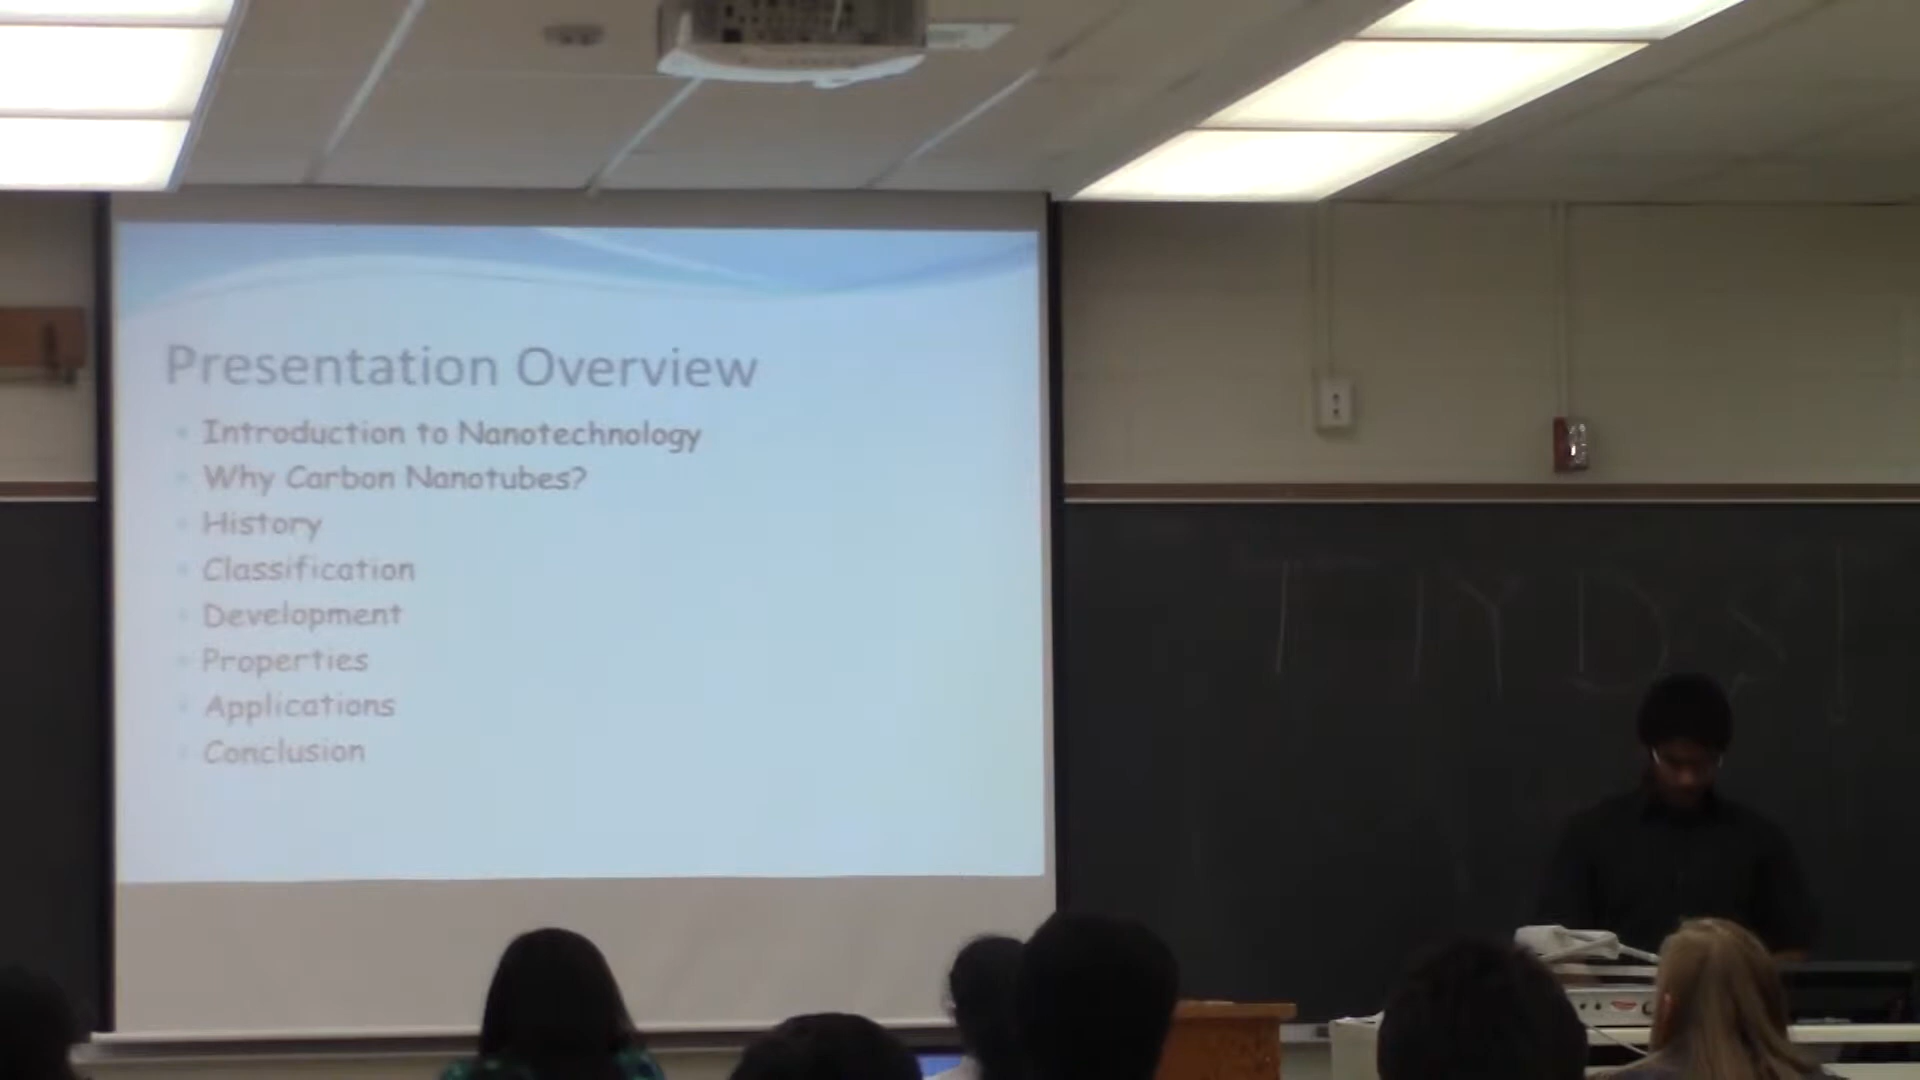 Presentation Overview
Introduction to Nanotechnology
Why Carbon Nanotubes?
History
Classification
Development
Properties
Applications
Conclusion